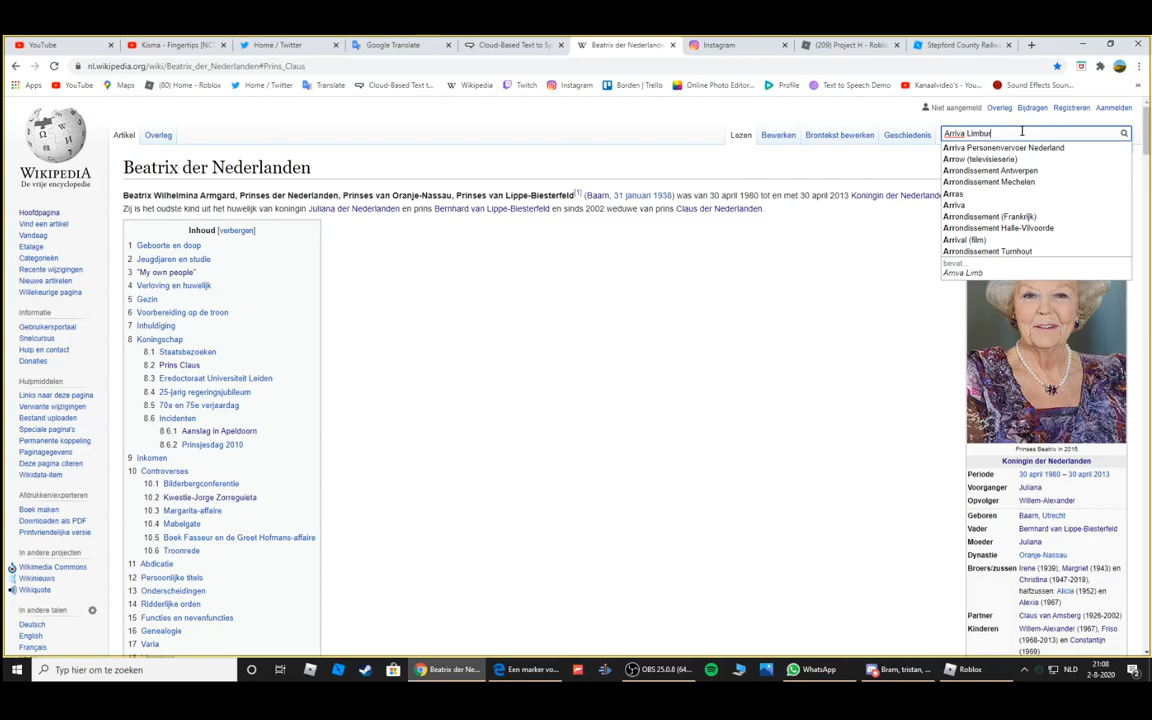 YouTube
Kisma - Fingertips [NCS
Home / Twitter
Google Translate
Cloud-Based Text to Sp
Beatrix der Nederlanden
Instagram
(209) Project H - Roblo
Stepford County Railw
nl.wikipedia.org/wiki/Beatrix_der_Nederlanden#Prins_Claus
Apps
YouTube
Maps
(80) Home - Roblox
Home / Twitter
Translate
Cloud-Based Text t...
Wikipedia
Twitch
Instagram
Borden | Trello
Online Photo Editor...
Profile
Text to Speech Demo
Kanaalvideo's - You...
Sound Effects Sound...
Niet aangemeld Overleg Bijdragen Registreren Aanmelden
WIKIPEDIA
De vrije encyclopedie
Artikel Overleg
Lezen Bewerken Brontekst bewerken Geschiedenis
Arriva Limbur
Arriva Personenvervoer Nederland
Arrow (televisieserie)
Arrondissement Antwerpen
Arrondissement Mechelen
Arras
Arriva
Arrondissement (Frankrijk)
Arrondissement Halle-Vilvoorde
Arrival (film)
Arrondissement Turnhout
bevat...
Arriva Limb
Beatrix der Nederlanden
Beatrix Wilhelmina Armgard, Prinses der Nederlanden, Prinses van Oranje-Nassau, Prinses van Lippe-Biesterfeld[1] (Baarn, 31 januari 1938) was van 30 april 1980 tot en met 30 april 2013 Koningin der Nederlande
Zij is het oudste kind uit het huwelijk van koningin Juliana der Nederlanden en prins Bernhard van Lippe-Biesterfeld en sinds 2002 weduwe van prins Claus der Nederlanden.
Hoofdpagina
Vind een artikel
Vandaag
Etalage
Categorieën
Recente wijzigingen
Nieuwe artikelen
Willekeurige pagina
Informatie
Gebruikersportaal
Snelcursus
Hulp en contact
Donaties
Hulpmiddelen
Links naar deze pagina
Verwante wijzigingen
Bestand uploaden
Speciale pagina's
Permanente koppeling
Paginagegevens
Deze pagina citeren
Wikidata-item
Afdrukken/exporteren
Boek maken
Downloaden als PDF
Printvriendelijke versie
In andere projecten
Wikimedia Commons
Wikinieuws
Wikiquote
In andere talen
Deutsch
English
Français
Inhoud [verbergen]
1 Geboorte en doop
2 Jeugdjaren en studie
3 "My own people"
4 Verloving en huwelijk
5 Gezin
6 Voorbereiding op de troon
7 Inhuldiging
8 Koningschap
8.1 Staatsbezoeken
8.2 Prins Claus
8.3 Eredoctoraat Universiteit Leiden
8.4 25-jarig regeringsjubileum
8.5 70e en 75e verjaardag
8.6 Incidenten
8.6.1 Aanslag in Apeldoorn
8.6.2 Prinsjesdag 2010
9 Inkomen
10 Controverses
10.1 Bilderbergconferentie
10.2 Kwestie-Jorge Zorreguieta
10.3 Margarita-affaire
10.4 Mabelgate
10.5 Boek Fasseur en de Greet Hofmans-affaire
10.6 Troonrede
11 Abdicatie
12 Persoonlijke titels
13 Onderscheidingen
14 Ridderlijke orden
15 Functies en nevenfuncties
16 Genealogie
17 Varia
Prinses Beatrix in 2015
Koningin der Nederlanden
Periode 30 april 1980 – 30 april 2013
Voorganger Juliana
Opvolger Willem-Alexander
Geboren Baarn, Utrecht
Vader Bernhard van Lippe-Biesterfeld
Moeder Juliana
Dynastie Oranje-Nassau
Broers/zussen Irene (1939), Margriet (1943) en
Christina (1947-2019),
halfzussen: Alicia (1952) en
Alexia (1967)
Partner Claus van Amsberg (1926-2002)
Kinderen Willem-Alexander (1967), Friso
(1968-2013) en Constantijn
(1969)
Typ hier om te zoeken
Beatrix der Ne...
Een marker vo...
OBS 25.0.8 (64...
WhatsApp
Bram, tristan, ...
Roblox
NLD
21:08
2-8-2020
2